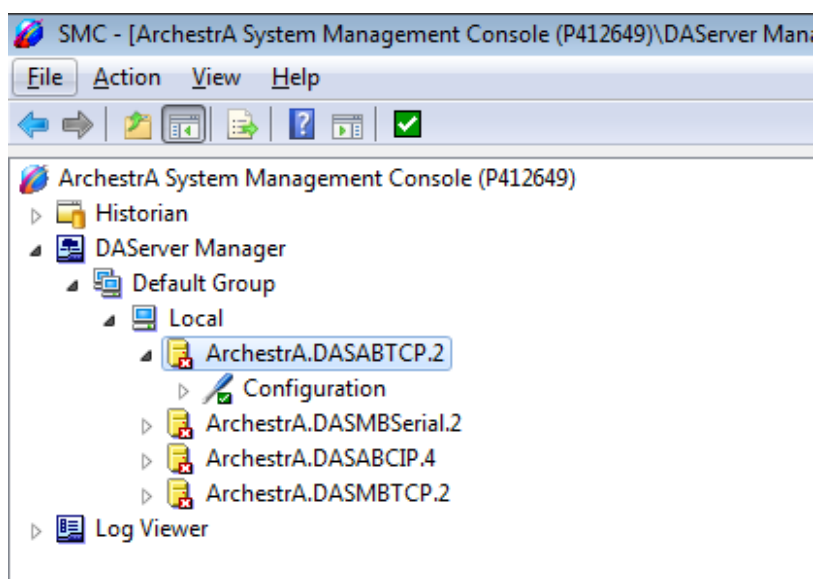 SMC - [ArchestrA System Management Console (P412649)\DAServer Mana
File Action View Help
ArchestrA System Management Console (P412649)
Historian
DAServer Manager
Default Group
Local
ArchestrA.DASABTCP.2
Configuration
ArchestrA.DASMBSerial.2
ArchestrA.DASABCIP.4
ArchestrA.DASMBTCP.2
Log Viewer